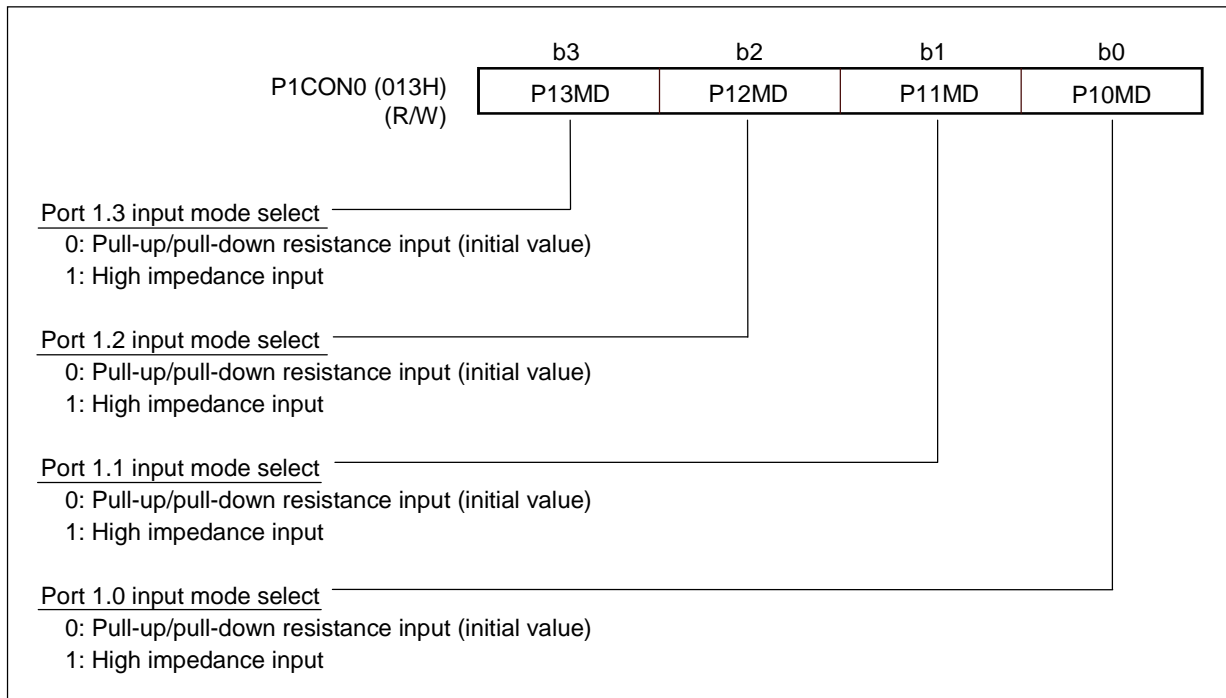 b3 b2 b1 b0
P1CON0 (013H) P13MD P12MD P11MD P10MD
(R/W)
Port 1.3 input mode select
0: Pull-up/pull-down resistance input (initial value)
1: High impedance input
Port 1.2 input mode select
0: Pull-up/pull-down resistance input (initial value)
1: High impedance input
Port 1.1 input mode select
0: Pull-up/pull-down resistance input (initial value)
1: High impedance input
Port 1.0 input mode select
0: Pull-up/pull-down resistance input (initial value)
1: High impedance input